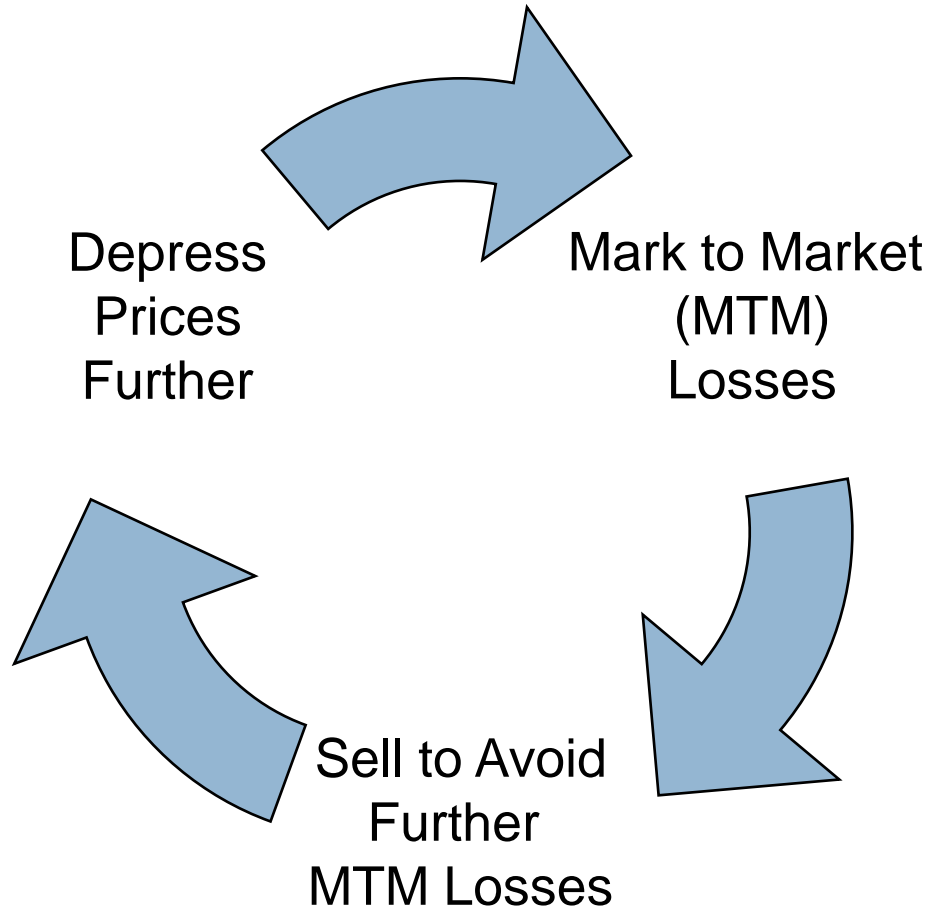 Depress
Prices
Further
Mark to Market
(MTM)
Losses
Sell to Avoid
Further
MTM Losses